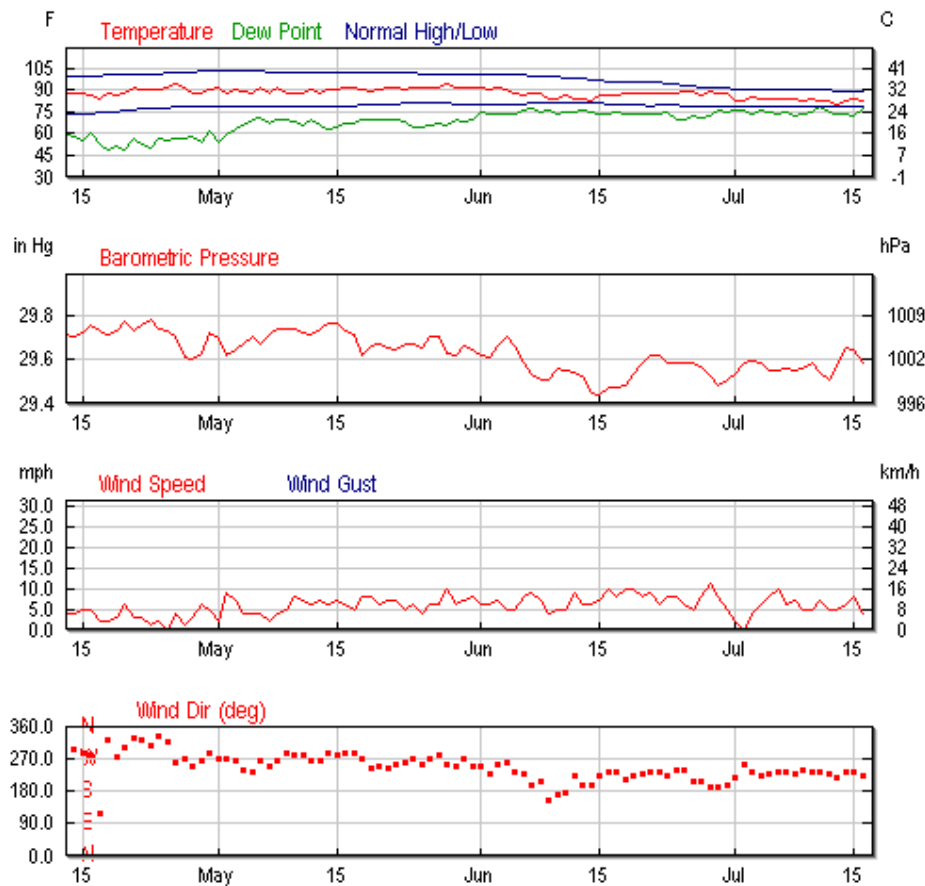 F Temperature Dew Point Normal High/Low C
105 41
90 32
75 24
60 16
45 7
30 -1
15 May 15 Jun 15 Jul 15
in Hg Barometric Pressure hPa
29.8 1009
29.6 1002
29.4 996
15 May 15 Jun 15 Jul 15
mph Wind Speed Wind Gust km/h
30.0 48
25.0 40
20.0 32
15.0 24
10.0 16
5.0 8
0.0 0
15 May 15 Jun 15 Jul 15
Wind Dir (deg)
360.0
270.0
180.0
90.0
0.0
15 May 15 Jun 15 Jul 15